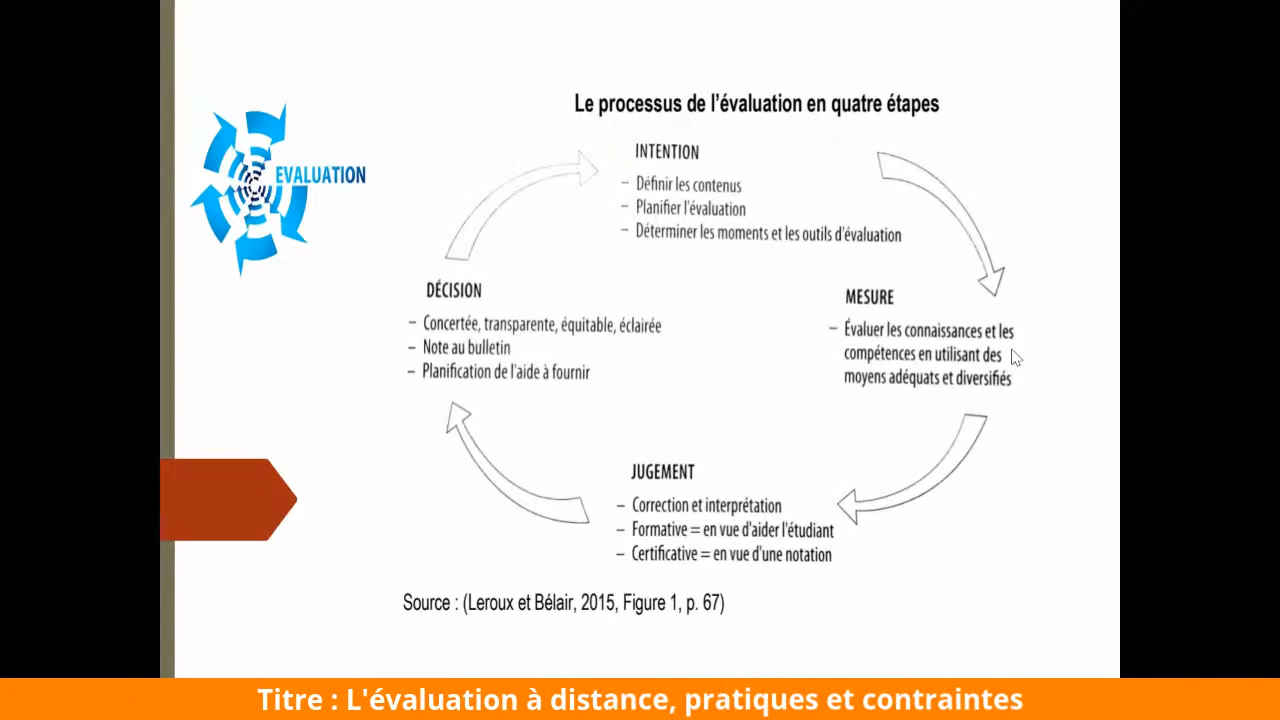 Le processus de l'évaluation en quatre étapes
EVALUATION
INTENTION
– Définir les contenus
– Planifier l'évaluation
– Déterminer les moments et les outils d'évaluation
MESURE
– Évaluer les connaissances et les
compétences en utilisant des
moyens adéquats et diversifiés
JUGEMENT
– Correction et interprétation
– Formative = en vue d'aider l'étudiant
– Certificative = en vue d'une notation
DÉCISION
– Concertée, transparente, équitable, éclairée
– Note au bulletin
– Planification de l'aide à fournir
Source : (Leroux et Bélair, 2015, Figure 1, p. 67)
Titre : L'évaluation à distance, pratiques et contraintes